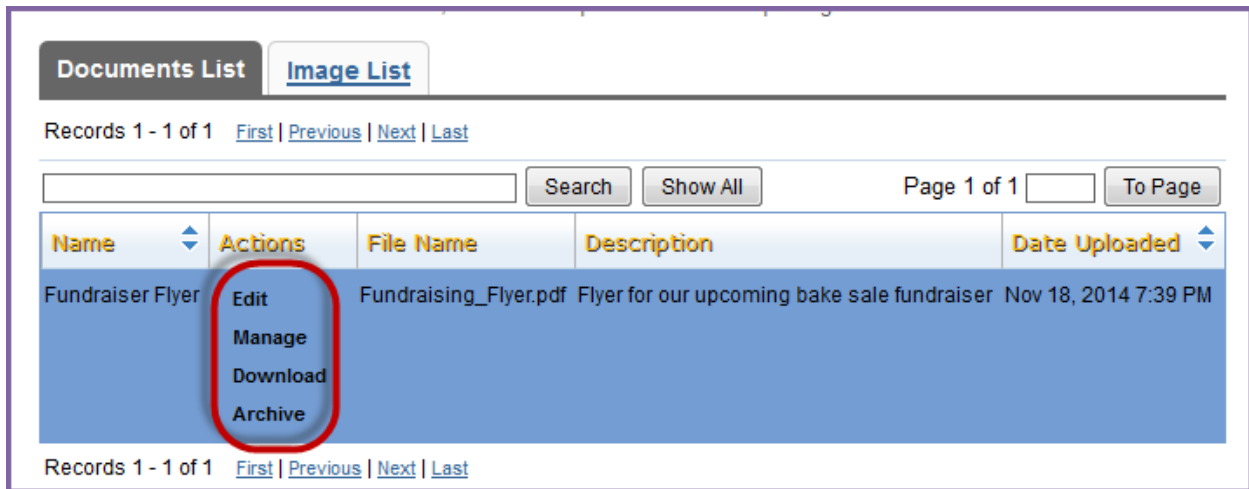 Documents List Image List
Records 1 - 1 of 1 First | Previous | Next | Last
Search Show All Page 1 of 1 To Page
Name Actions File Name Description Date Uploaded
Fundraiser Flyer Edit Fundraising_Flyer.pdf Flyer for our upcoming bake sale fundraiser Nov 18, 2014 7:39 PM
Manage
Download
Archive
Records 1 - 1 of 1 First | Previous | Next | Last